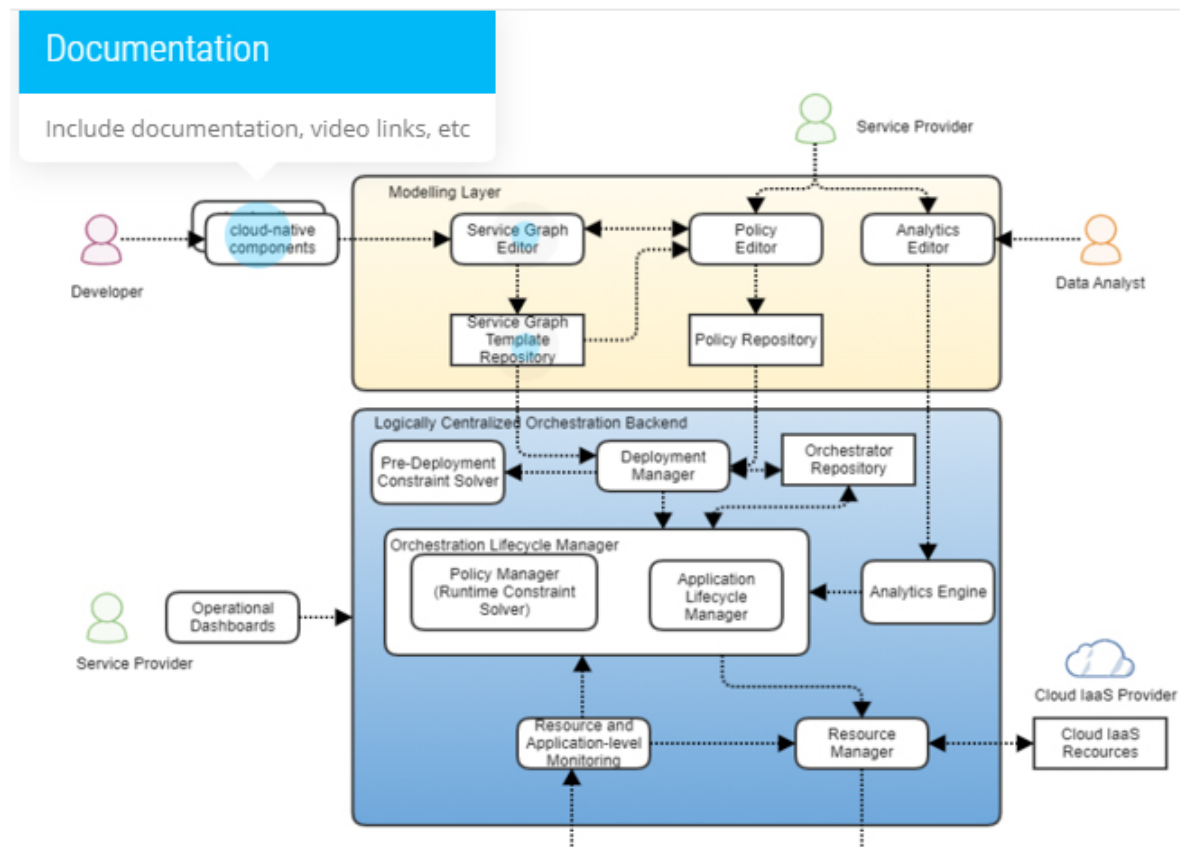 Documentation
Include documentation, video links, etc
Service Provider
Modelling Layer
cloud-native
components
Service Graph
Editor
Policy
Editor
Analytics
Editor
Developer
Data Analyst
Service Graph
Template
Repository
Policy Repository
Logically Centralized Orchestration Backend
Pre-Deployment
Constraint Solver
Deployment
Manager
Orchestrator
Repository
Orchestration Lifecycle Manager
Policy Manager
(Runtime Constraint
Solver)
Application
Lifecycle
Manager
Analytics Engine
Operational
Dashboards
Service Provider
Cloud IaaS Provider
Resource and
Application-level
Monitoring
Resource
Manager
Cloud IaaS
Recources